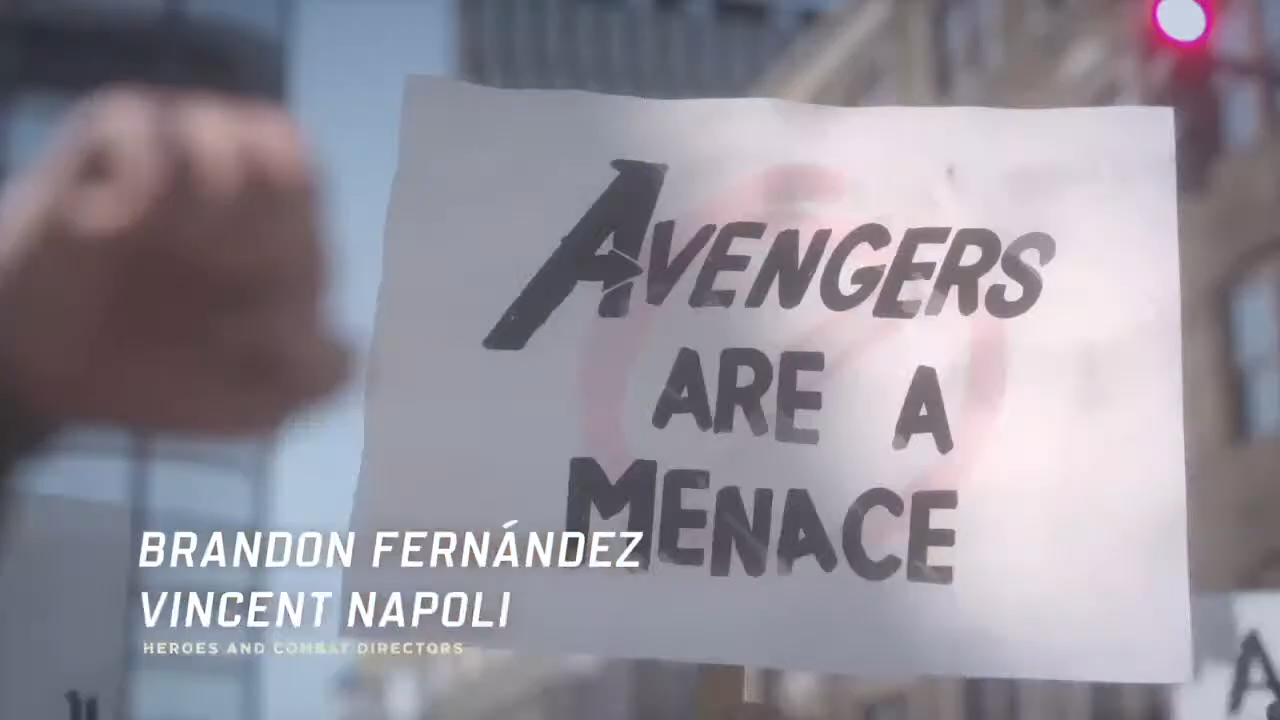 AVENGERS
ARE A
MENACE
BRANDON FERNÁNDEZ
VINCENT NAPOLI
HEROES AND COMBAT DIRECTORS
A